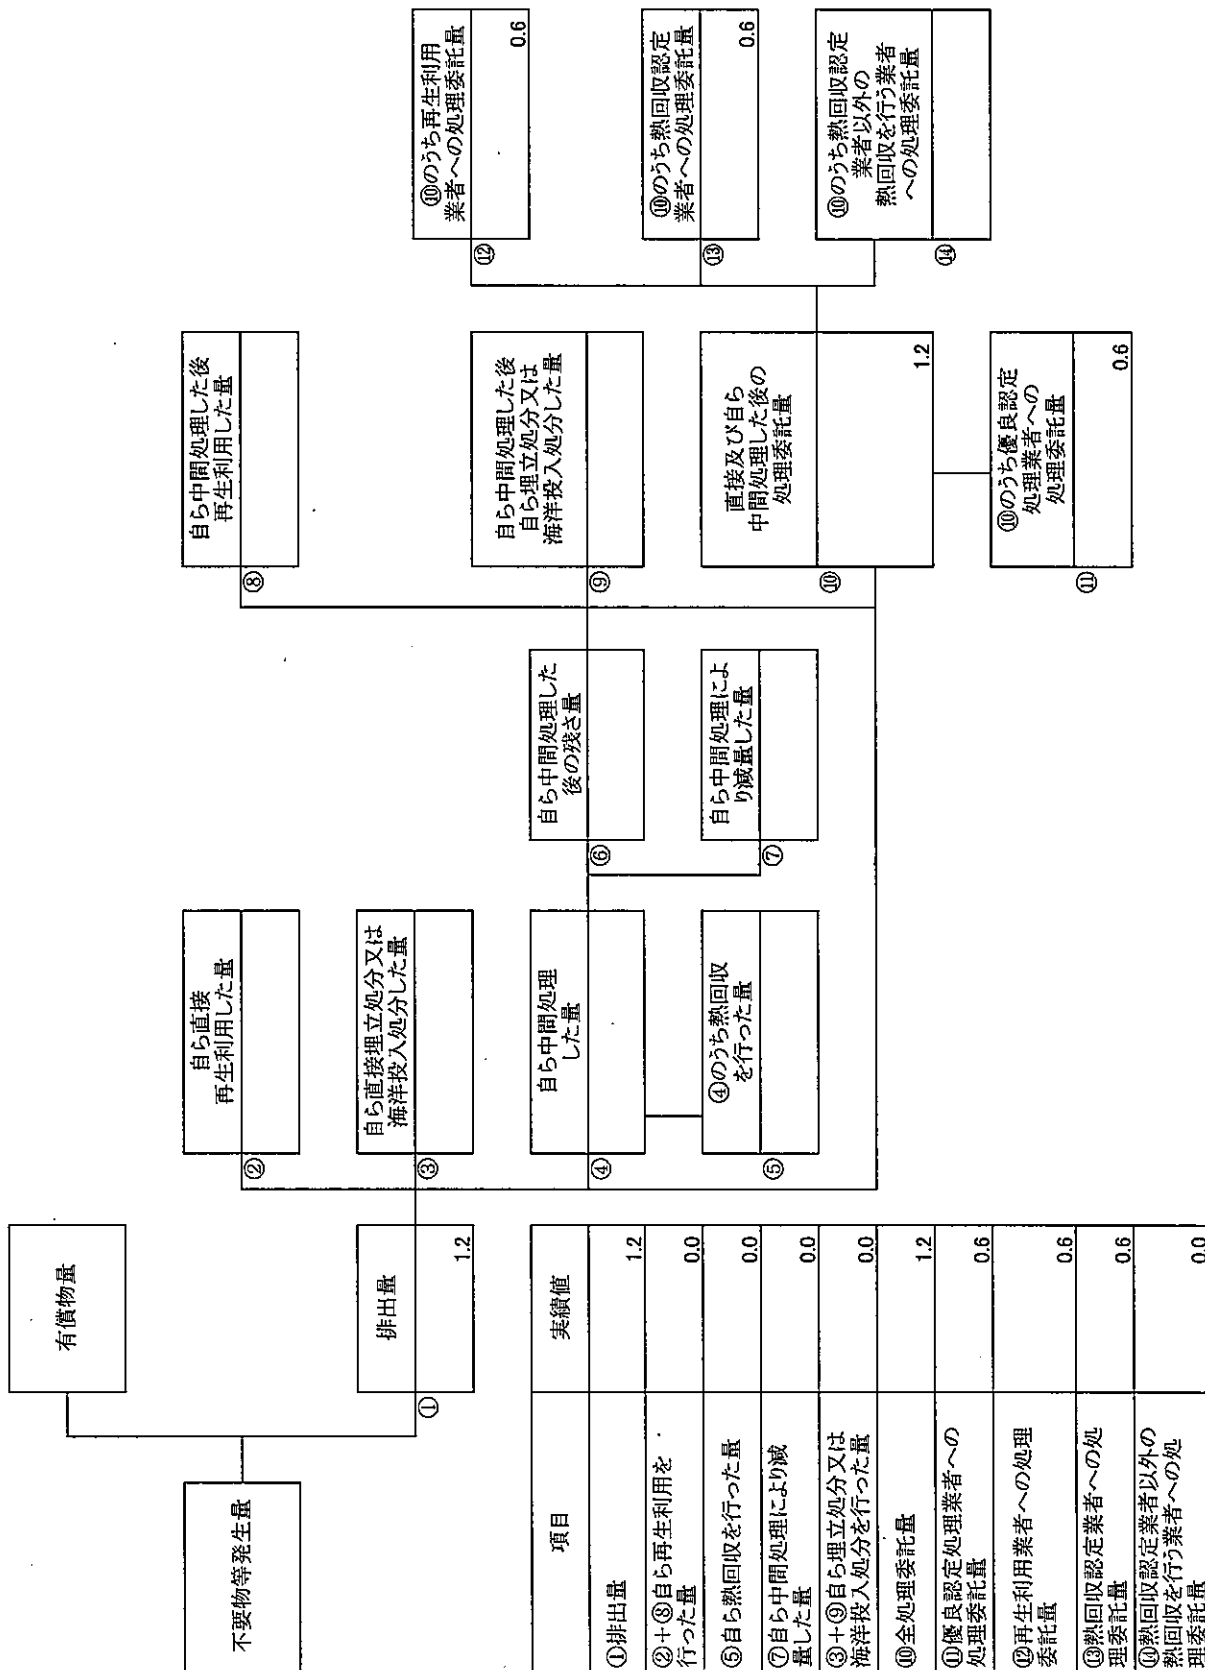 不要物等発生量
有償物量
①
排出量
1.2
②
自ら直接
再生利用した量
③
自ら直接埋立処分又は
海洋投入処分した量
④
自ら中間処理
した量
⑤
④のうち熱回収
を行った量
⑥
自ら中間処理した
後の残さ量
⑦
自ら中間処理によ
り減量した量
⑧
自ら中間処理した後
再生利用した量
⑨
自ら中間処理した後
自ら埋立処分又は
海洋投入処分した量
⑩
直接及び自ら
中間処理した後の
処理委託量
1.2
⑪
⑩のうち優良認定
処理業者への
処理委託量
0.6
⑫
⑩のうち再生利用
業者への処理委託量
0.6
⑬
⑩のうち熱回収認定
業者への処理委託量
0.6
⑭
⑩のうち熱回収認定
業者以外の
熱回収を行う業者
への処理委託量
項目
実績値
①排出量
1.2
②+⑧自ら再生利用を
行った量
0.0
⑤自ら熱回収を行った量
0.0
⑦自ら中間処理により減
量した量
0.0
③+⑨自ら埋立処分又は
海洋投入処分を行った量
0.0
⑩全処理委託量
1.2
⑪優良認定処理業者への
処理委託量
0.6
⑫再生利用業者への処理
委託量
0.6
⑬熱回収認定業者への処
理委託量
0.6
⑭熱回収認定業者以外の
熱回収を行う業者への処
理委託量
0.0